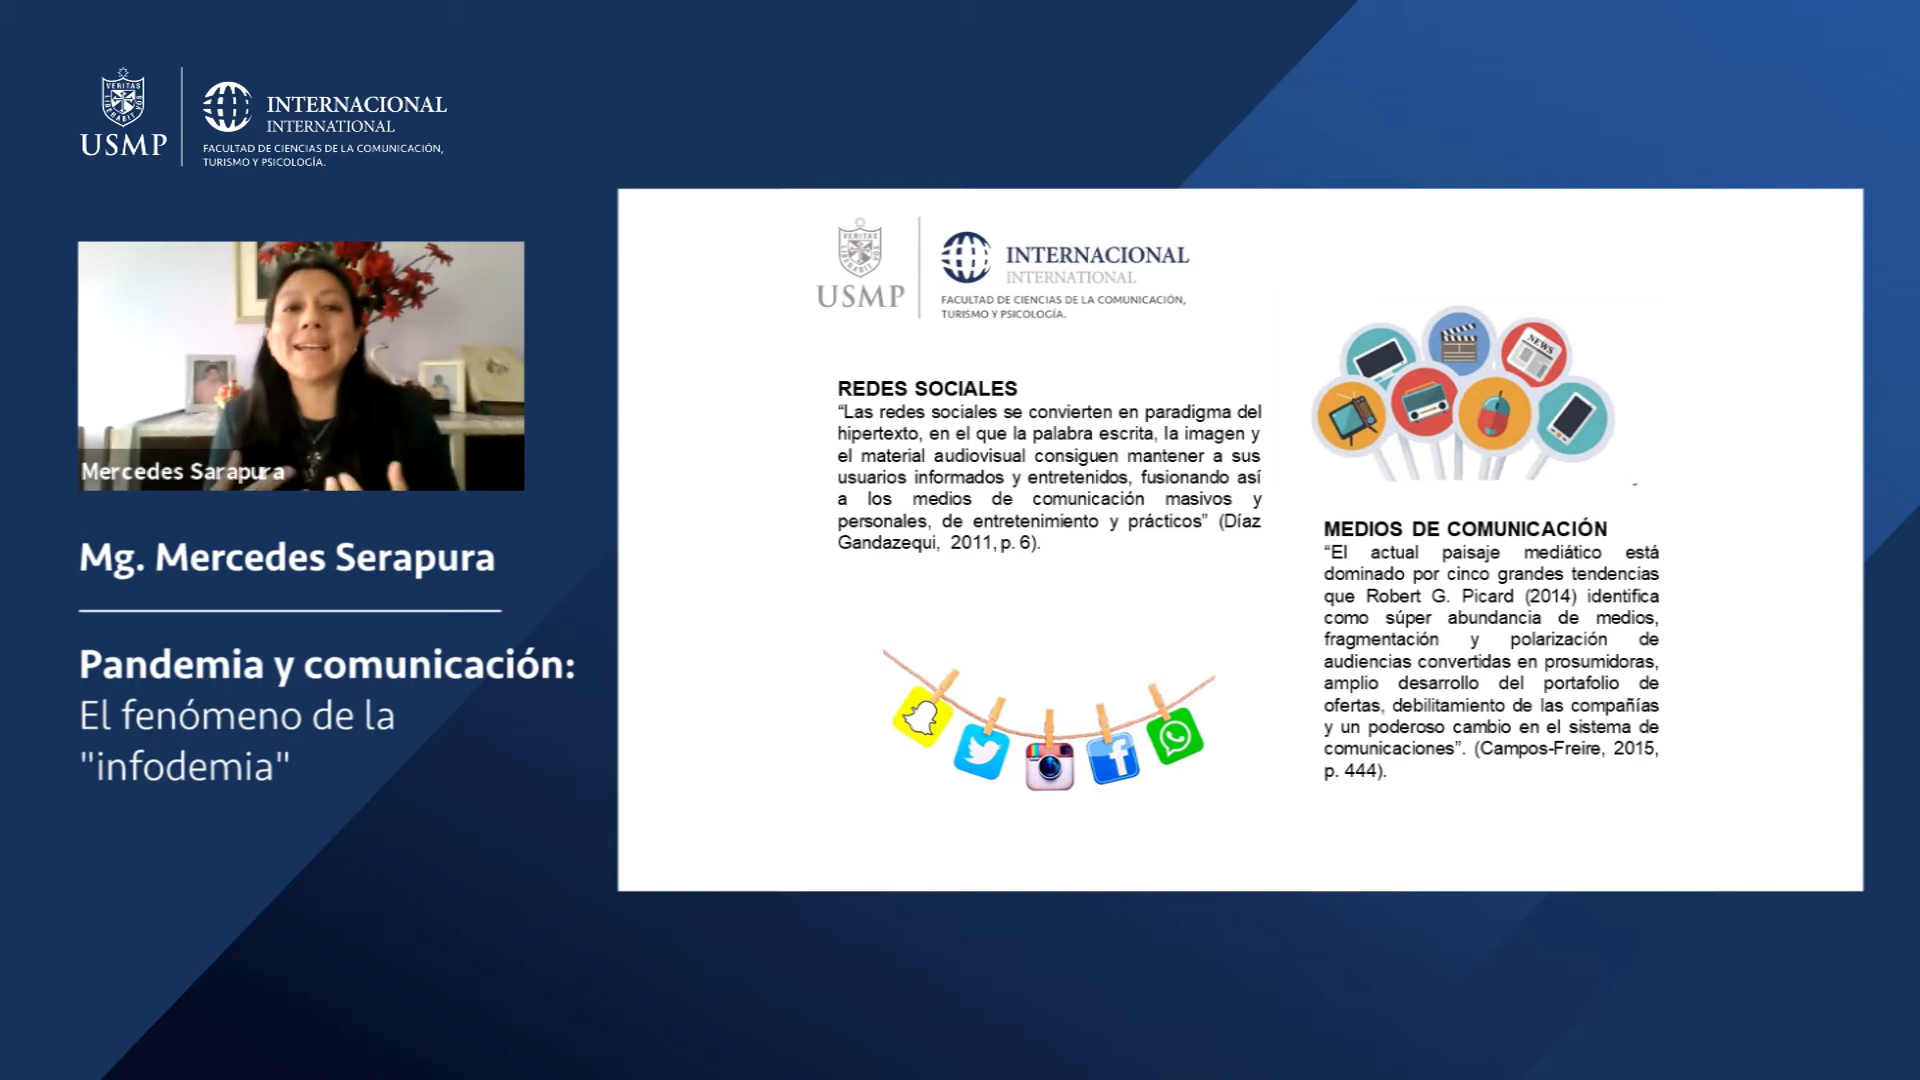 VERITAS
LIBERABIT VOS
USMP
INTERNACIONAL
INTERNATIONAL
FACULTAD DE CIENCIAS DE LA COMUNICACIÓN,
TURISMO Y PSICOLOGÍA.
Mercedes Sarapura
Mg. Mercedes Serapura
Pandemia y comunicación:
El fenómeno de la
"infodemia"
VERITAS
LIBERABIT VOS
USMP
INTERNACIONAL
INTERNATIONAL
FACULTAD DE CIENCIAS DE LA COMUNICACIÓN,
TURISMO Y PSICOLOGÍA.
REDES SOCIALES
“Las redes sociales se convierten en paradigma del
hipertexto, en el que la palabra escrita, la imagen y
el material audiovisual consiguen mantener a sus
usuarios informados y entretenidos, fusionando así
a los medios de comunicación masivos y
personales, de entretenimiento y prácticos” (Díaz
Gandazequi, 2011, p. 6).
NEWS
MEDIOS DE COMUNICACIÓN
“El actual paisaje mediático está
dominado por cinco grandes tendencias
que Robert G. Picard (2014) identifica
como súper abundancia de medios,
fragmentación y polarización de
audiencias convertidas en prosumidoras,
amplio desarrollo del portafolio de
ofertas, debilitamiento de las compañías
y un poderoso cambio en el sistema de
comunicaciones”. (Campos-Freire, 2015,
p. 444).